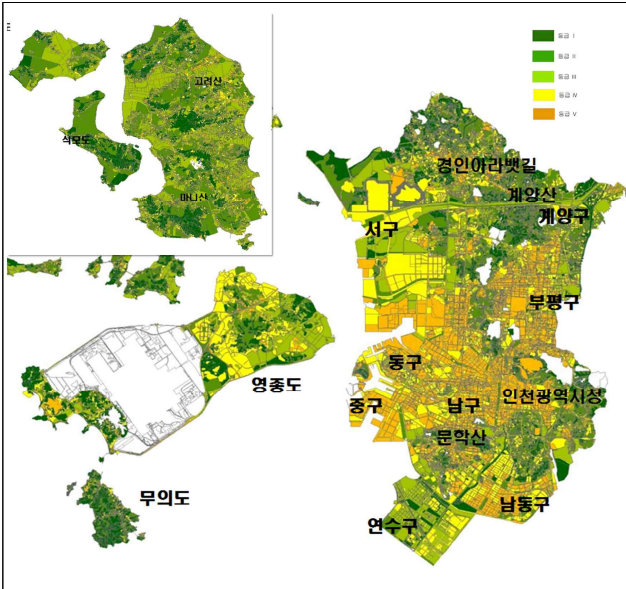 등급 I
등급 II
등급 III
등급 IV
등급 V
고려산
석모도
마니산
경인아라뱃길
계양산
계양구
서구
부평구
동구
영종도
중구
남구
인천광역시청
문학산
무의도
남동구
연수구